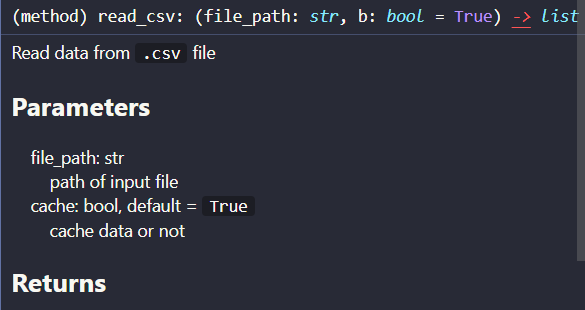 (method) read_csv: (file_path: str, b: bool = True) -> list
Read data from .csv file
Parameters
file_path: str
path of input file
cache: bool, default = True
cache data or not
Returns